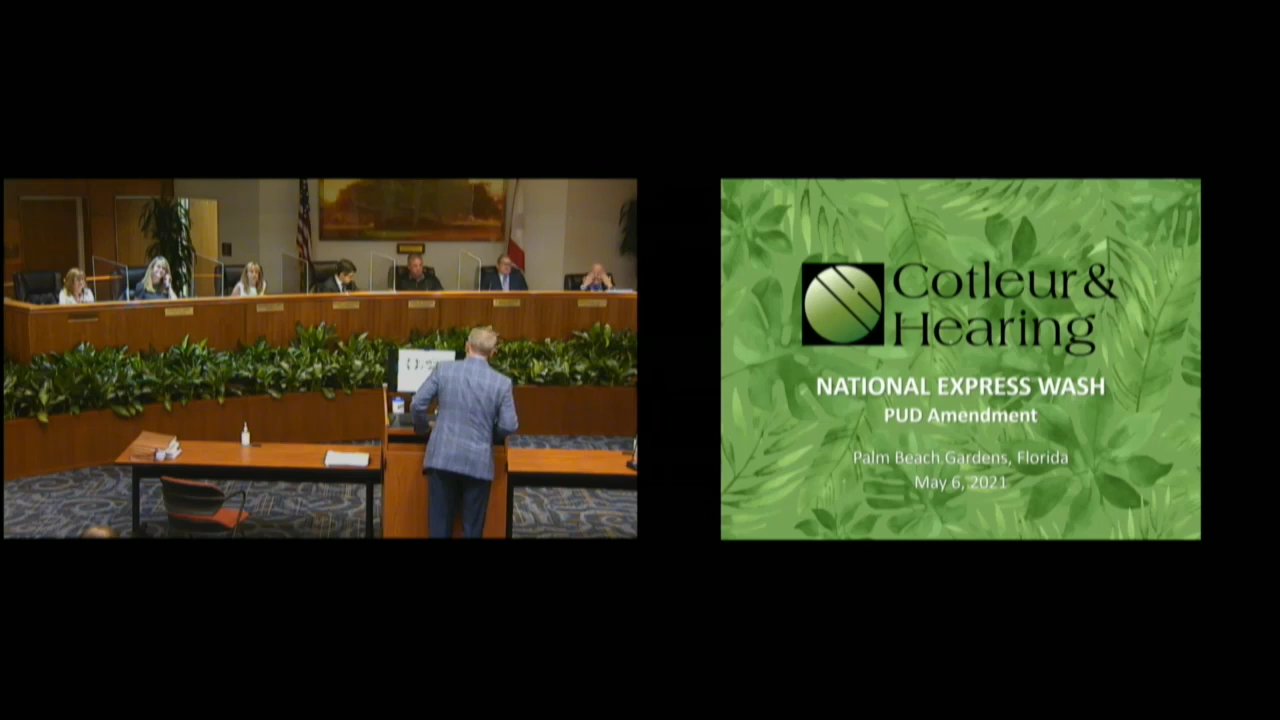 Cotleur &
Hearing
NATIONAL EXPRESS WASH
PUD Amendment
Palm Beach Gardens, Florida
May 6, 2021